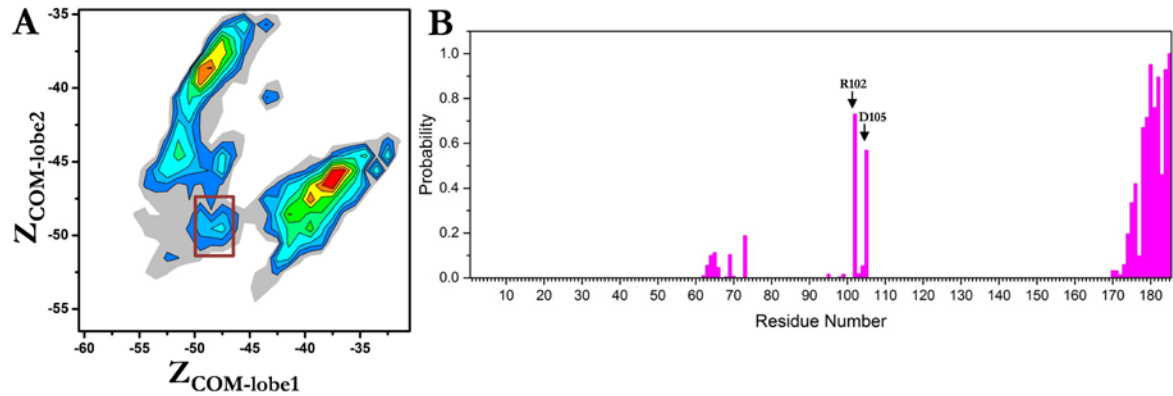 A
-35
-40
-45
-50
-55
Z COM-lobe2
-60 -55 -50 -45 -40 -35
Z COM-lobe1
B
1.0
0.8
0.6
0.4
0.2
0.0
Probability
R102
D105
10 20 30 40 50 60 70 80 90 100 110 120 130 140 150 160 170 180
Residue Number